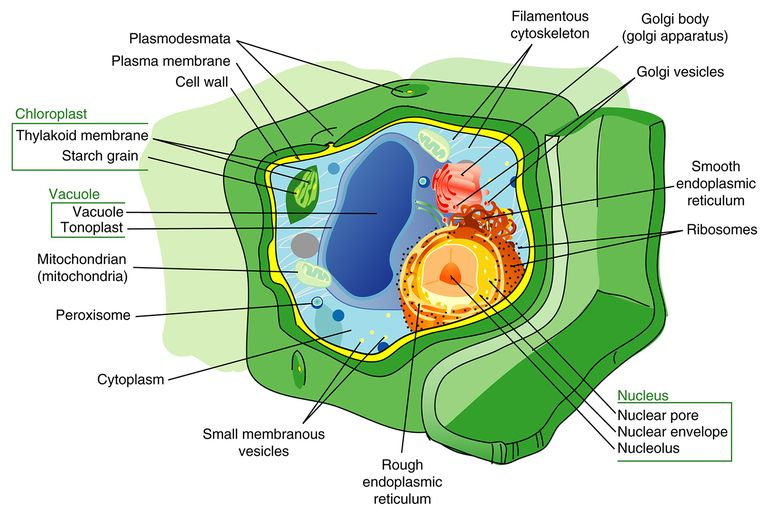 Plasmodesmata
Plasma membrane
Cell wall
Chloroplast
Thylakoid membrane
Starch grain
Vacuole
Vacuole
Tonoplast
Mitochondrian
(mitochondria)
Peroxisome
Cytoplasm
Small membranous
vesicles
Rough
endoplasmic
reticulum
Filamentous
cytoskeleton
Golgi body
(golgi apparatus)
Golgi vesicles
Smooth
endoplasmic
reticulum
Ribosomes
Nucleus
Nuclear pore
Nuclear envelope
Nucleolus